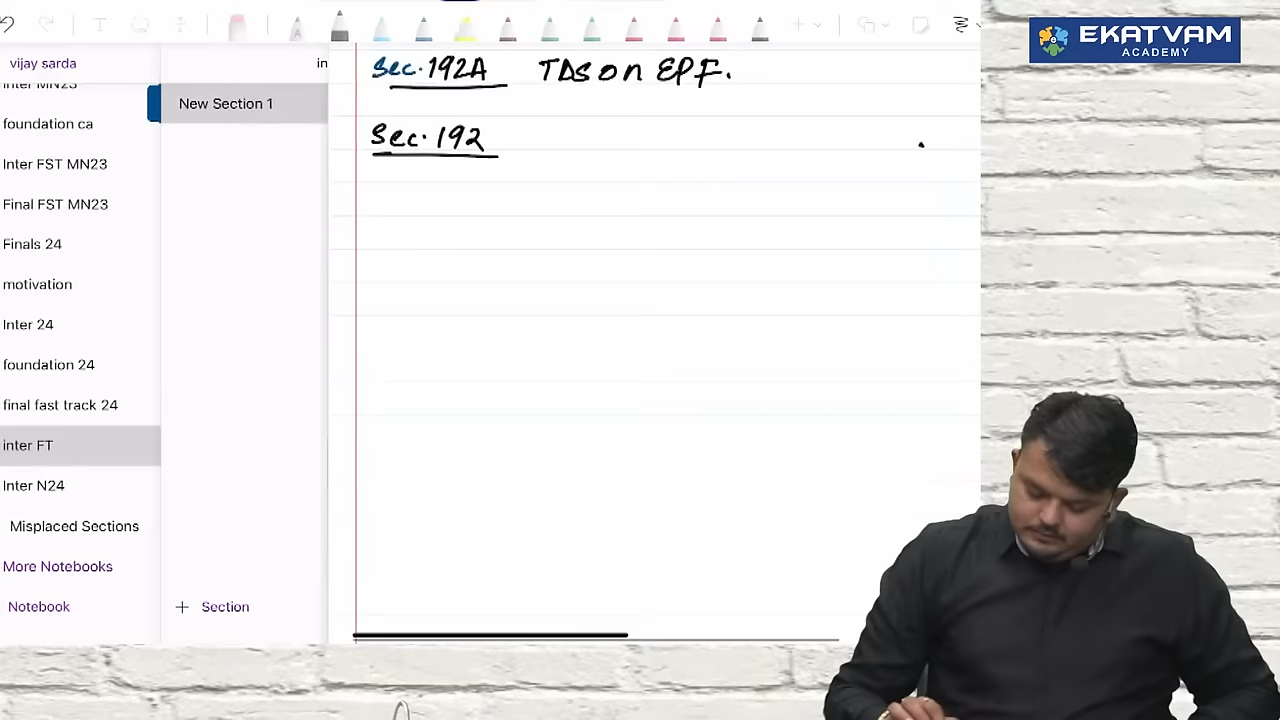 EKATVAM
ACADEMY
vijay sarda
in
Inter MN23
New Section 1
foundation ca
Inter FST MN23
Final FST MN23
Finals 24
motivation
Inter 24
foundation 24
final fast track 24
inter FT
Inter N24
Misplaced Sections
More Notebooks
Notebook
+ Section
Sec. 192A TDS on EPF.
Sec. 192